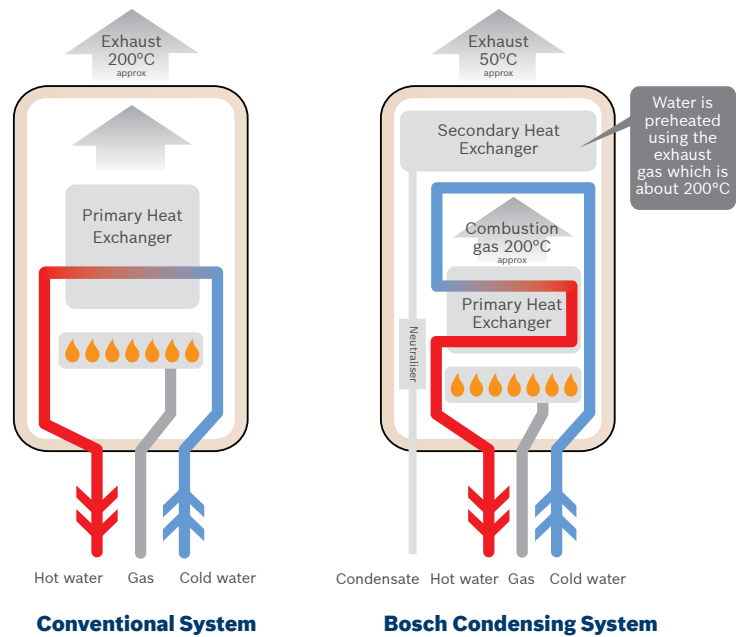 Exhaust
200°C
approx
Primary Heat
Exchanger
Hot water
Gas
Cold water
Conventional System
Exhaust
50°C
approx
Secondary Heat
Exchanger
Water is
preheated
using the
exhaust
gas which is
about 200°C
Combustion
gas 200°C
approx
Primary Heat
Exchanger
Neutraliser
Condensate
Hot water
Gas
Cold water
Bosch Condensing System